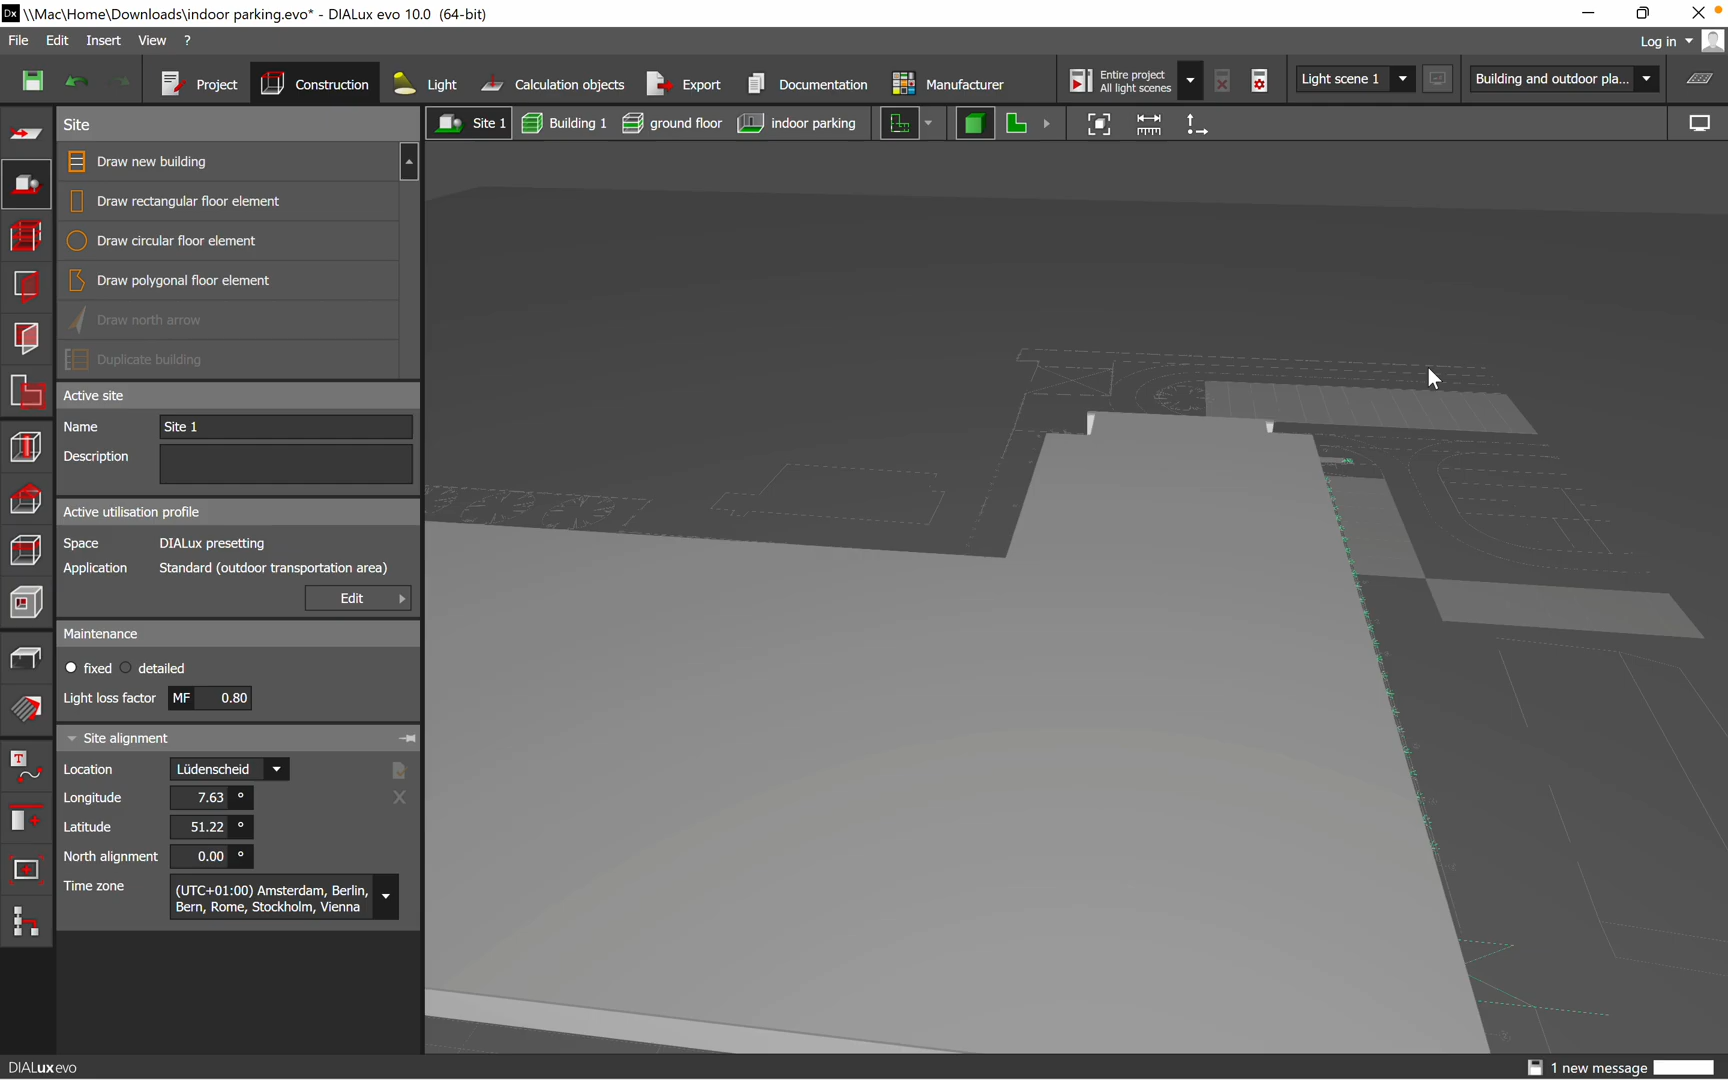 Dx \\Mac\Home\Downloads\indoor parking.evo* - DIALux evo 10.0 (64-bit)
File Edit Insert View ?
Log in
Project Construction Light Calculation objects Export Documentation Manufacturer
Entire project
All light scenes
Light scene 1
Building and outdoor pla...
Site
Site 1 Building 1 ground floor indoor parking
Draw new building
Draw rectangular floor element
Draw circular floor element
Draw polygonal floor element
Draw north arrow
Duplicate building
Active site
Name Site 1
Description
Active utilisation profile
Space DIALux presetting
Application Standard (outdoor transportation area)
Edit
Maintenance
fixed detailed
Light loss factor MF 0.80
Site alignment
Location Lüdenscheid
Longitude 7.63 °
Latitude 51.22 °
North alignment 0.00 °
Time zone (UTC+01:00) Amsterdam, Berlin,
Bern, Rome, Stockholm, Vienna
T
DIALux evo
1 new message